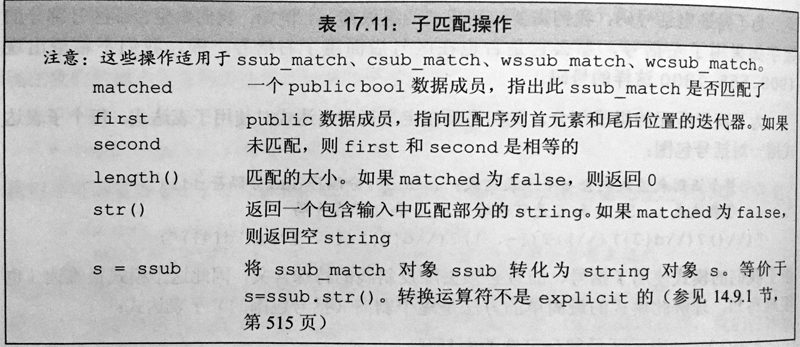 表 17.11：子匹配操作
注意：这些操作适用于 ssub_match、csub_match、wssub_match、wcsub_match。
matched 一个 public bool 数据成员，指出此 ssub_match 是否匹配了
first public 数据成员，指向匹配序列首元素和尾后位置的迭代器。如果
second 未匹配，则 first 和 second 是相等的
length() 匹配的大小。如果 matched 为 false，则返回 0
str() 返回一个包含输入中匹配部分的 string。如果 matched 为 false，
则返回空 string
s = ssub 将 ssub_match 对象 ssub 转化为 string 对象 s。等价于
s=ssub.str()。转换运算符不是 explicit 的（参见 14.9.1 节，
第 515 页）